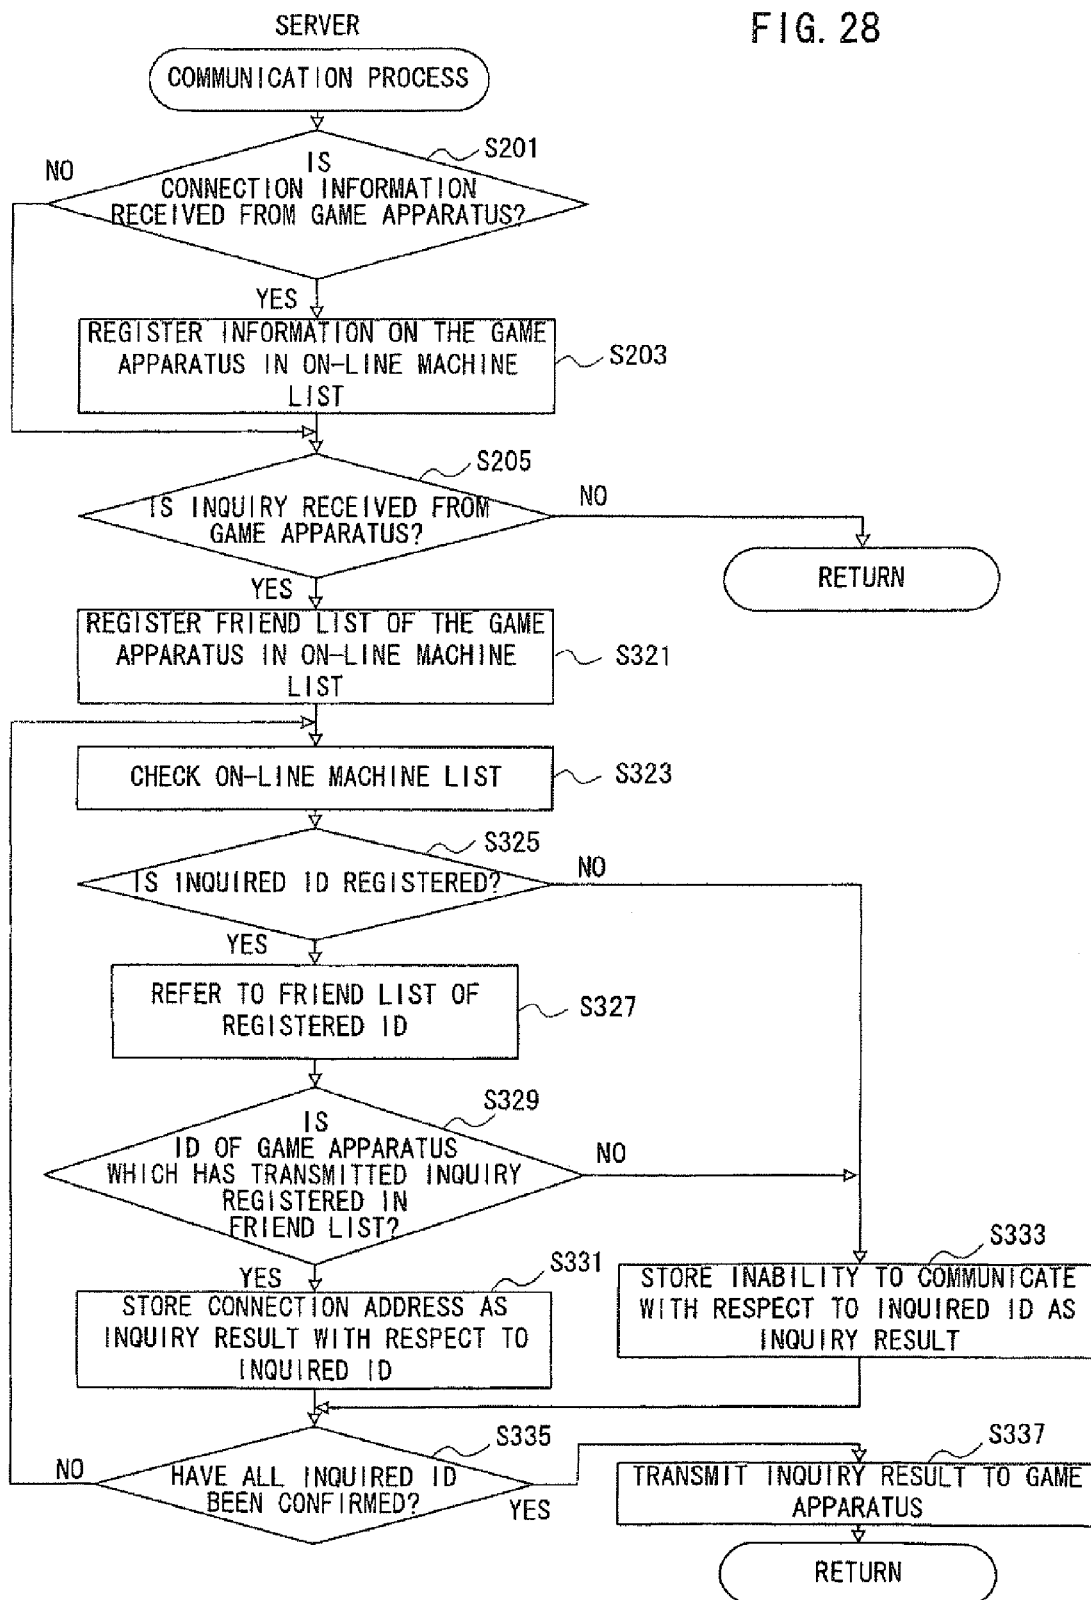 FIG. 28
SERVER
COMMUNICATION PROCESS
S201
IS
CONNECTION INFORMATION
RECEIVED FROM GAME APPARATUS?
NO
YES
REGISTER INFORMATION ON THE GAME
APPARATUS IN ON-LINE MACHINE
LIST
S203
S205
IS INQUIRY RECEIVED FROM
GAME APPARATUS?
NO
RETURN
YES
REGISTER FRIEND LIST OF THE GAME
APPARATUS IN ON-LINE MACHINE
LIST
S321
CHECK ON-LINE MACHINE LIST
S323
S325
IS INQUIRED ID REGISTERED?
NO
YES
REFER TO FRIEND LIST OF
REGISTERED ID
S327
S329
IS
ID OF GAME APPARATUS
WHICH HAS TRANSMITTED INQUIRY
REGISTERED IN
FRIEND LIST?
NO
YES
S331
STORE CONNECTION ADDRESS AS
INQUIRY RESULT WITH RESPECT TO
INQUIRED ID
S333
STORE INABILITY TO COMMUNICATE
WITH RESPECT TO INQUIRED ID AS
INQUIRY RESULT
S335
HAVE ALL INQUIRED ID
BEEN CONFIRMED?
NO
YES
S337
TRANSMIT INQUIRY RESULT TO GAME
APPARATUS
RETURN